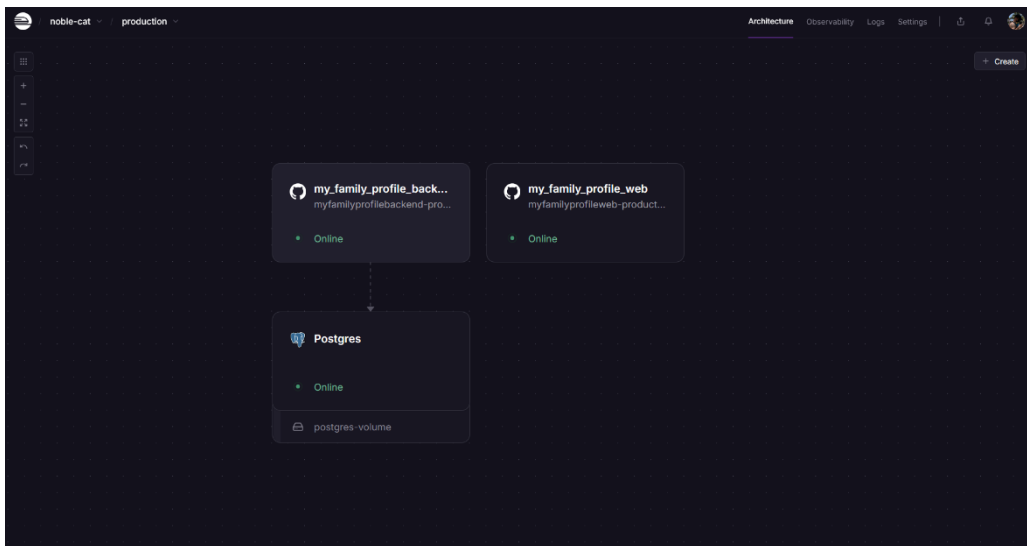 noble-cat / production
Architecture Observability Logs Settings
+ Create
my_family_profile_back...
myfamilyprofilebackend-pro...
Online
my_family_profile_web
myfamilyprofileweb-product...
Online
Postgres
Online
postgres-volume